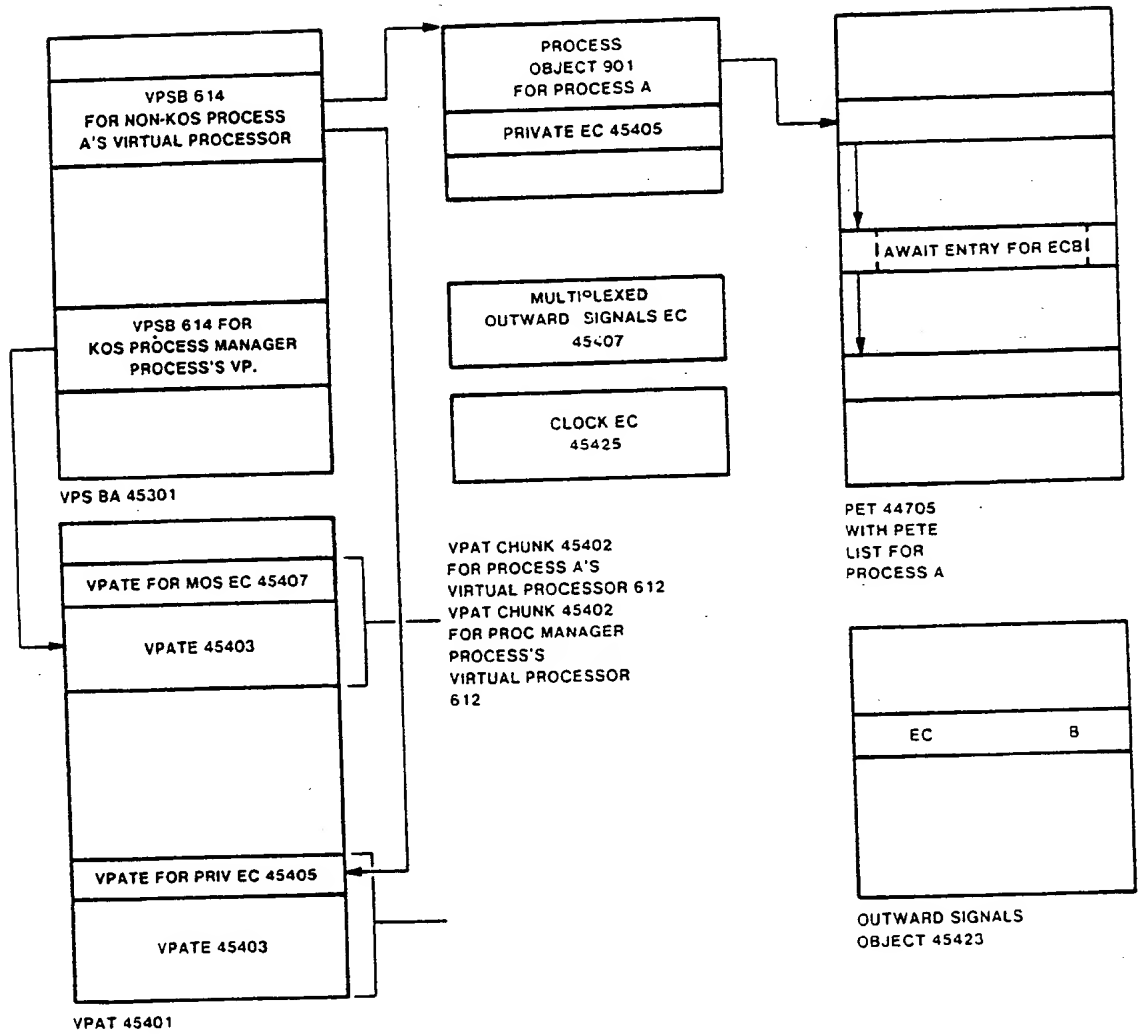 VPSB 614
FOR NON-KOS PROCESS
A'S VIRTUAL PROCESSOR
VPSB 614 FOR
KOS PROCESS MANAGER
PROCESS'S VP.
VPS BA 45301
PROCESS
OBJECT 901
FOR PROCESS A
PRIVATE EC 45405
MULTIPLEXED
OUTWARD SIGNALS EC
45407
CLOCK EC
45425
AWAIT ENTRY FOR ECB
PET 44705
WITH PETE
LIST FOR
PROCESS A
VPATE FOR MOS EC 45407
VPATE 45403
VPATE FOR PRIV EC 45405
VPATE 45403
VPAT 45401
VPAT CHUNK 45402
FOR PROCESS A'S
VIRTUAL PROCESSOR 612
VPAT CHUNK 45402
FOR PROC MANAGER
PROCESS'S
VIRTUAL PROCESSOR
612
EC B
OUTWARD SIGNALS
OBJECT 45423